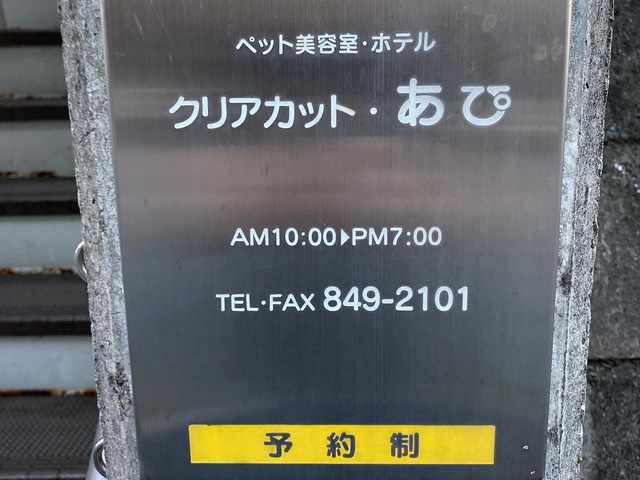 ペット美容室・ホテル
クリアカット・あぴ
AM10:00▶PM7:00
TEL・FAX 849-2101
予約制